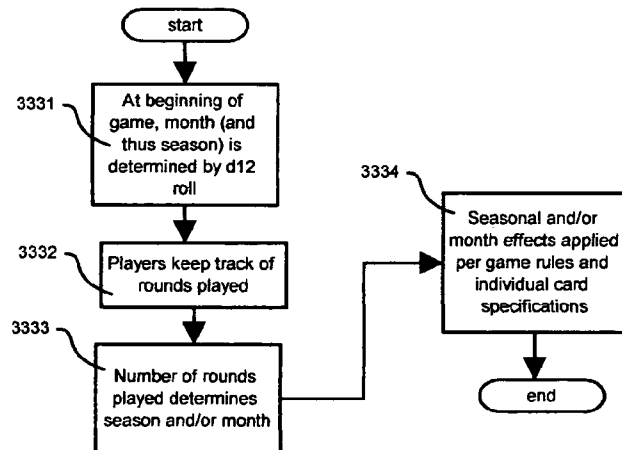 start
3331
At beginning of
game, month (and
thus season) is
determined by d12
roll
3332
Players keep track of
rounds played
3333
Number of rounds
played determines
season and/or month
3334
Seasonal and/or
month effects applied
per game rules and
individual card
specifications
end